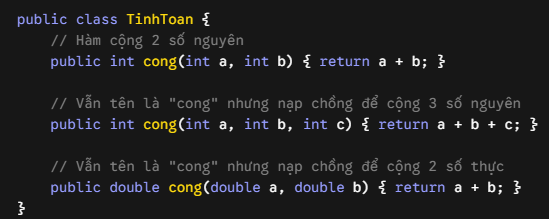 public class TinhToan {
    // Hàm cộng 2 số nguyên
    public int cong(int a, int b) { return a + b; }

    // Vẫn tên là "cong" nhưng nạp chồng để cộng 3 số nguyên
    public int cong(int a, int b, int c) { return a + b + c; }

    // Vẫn tên là "cong" nhưng nạp chồng để cộng 2 số thực
    public double cong(double a, double b) { return a + b; }
}